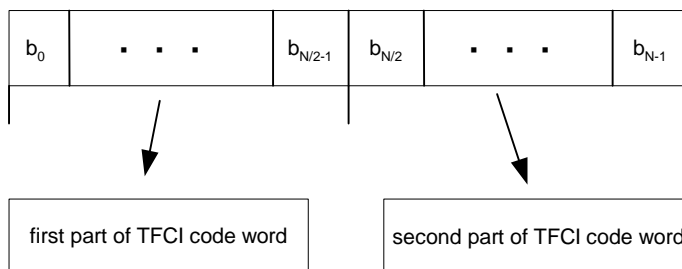 b0 . . . bN/2-1 bN/2 . . . bN-1
first part of TFCI code word
second part of TFCI code word